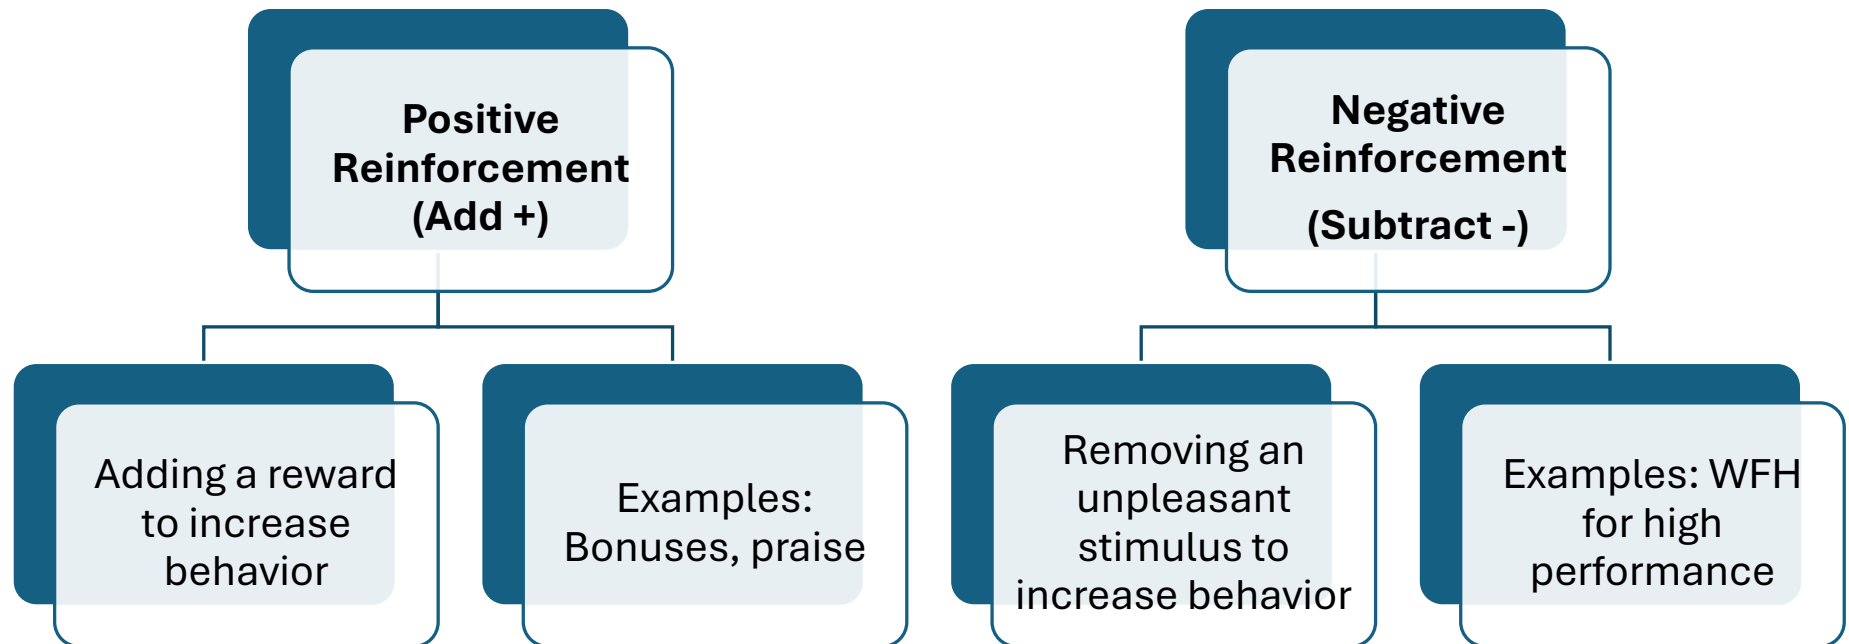 Positive
Reinforcement
(Add +)
Negative
Reinforcement
(Subtract -)
Adding a reward
to increase
behavior
Examples:
Bonuses, praise
Removing an
unpleasant
stimulus to
increase behavior
Examples: WFH
for high
performance